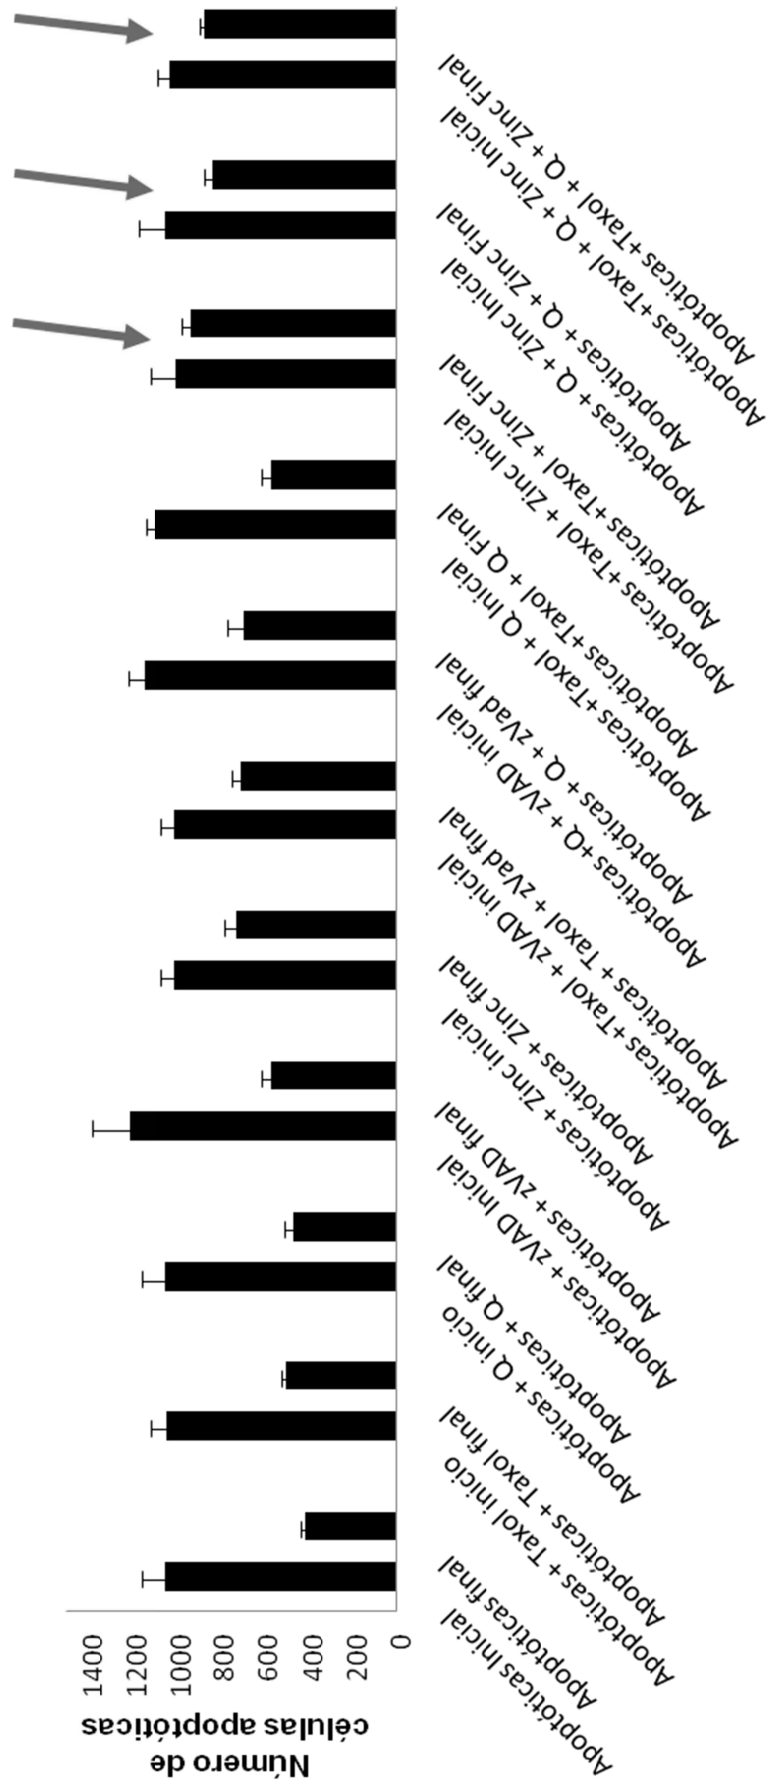 Número de
células apoptóticas
1400
1200
1000
800
600
400
200
0
Apoptóticas Inicial
Apoptóticas final
Apoptóticas + Taxol inicio
Apoptóticas + Taxol final
Apoptóticas + Q inicio
Apoptóticas + Q final
Apoptóticas + zVAD Inicial
Apoptóticas + zVAD final
Apoptóticas + Zinc inicial
Apoptóticas + Zinc final
Apoptóticas+Taxol + zVAD inicial
Apoptóticas +Taxol + zVad final
Apoptóticas+Q + zVAD inicial
Apoptóticas + Q + zVad final
Apoptóticas+Taxol + Q Inicial
Apoptóticas+Taxol + Q Final
Apoptóticas+Taxol + Zinc Inicial
Apoptóticas+Taxol + Zinc Final
Apoptóticas + Q + Zinc Inicial
Apoptóticas + Q + Zinc Final
Apoptóticas+Taxol + Q + Zinc Inicial
Apoptóticas+Taxol + Q + Zinc Final